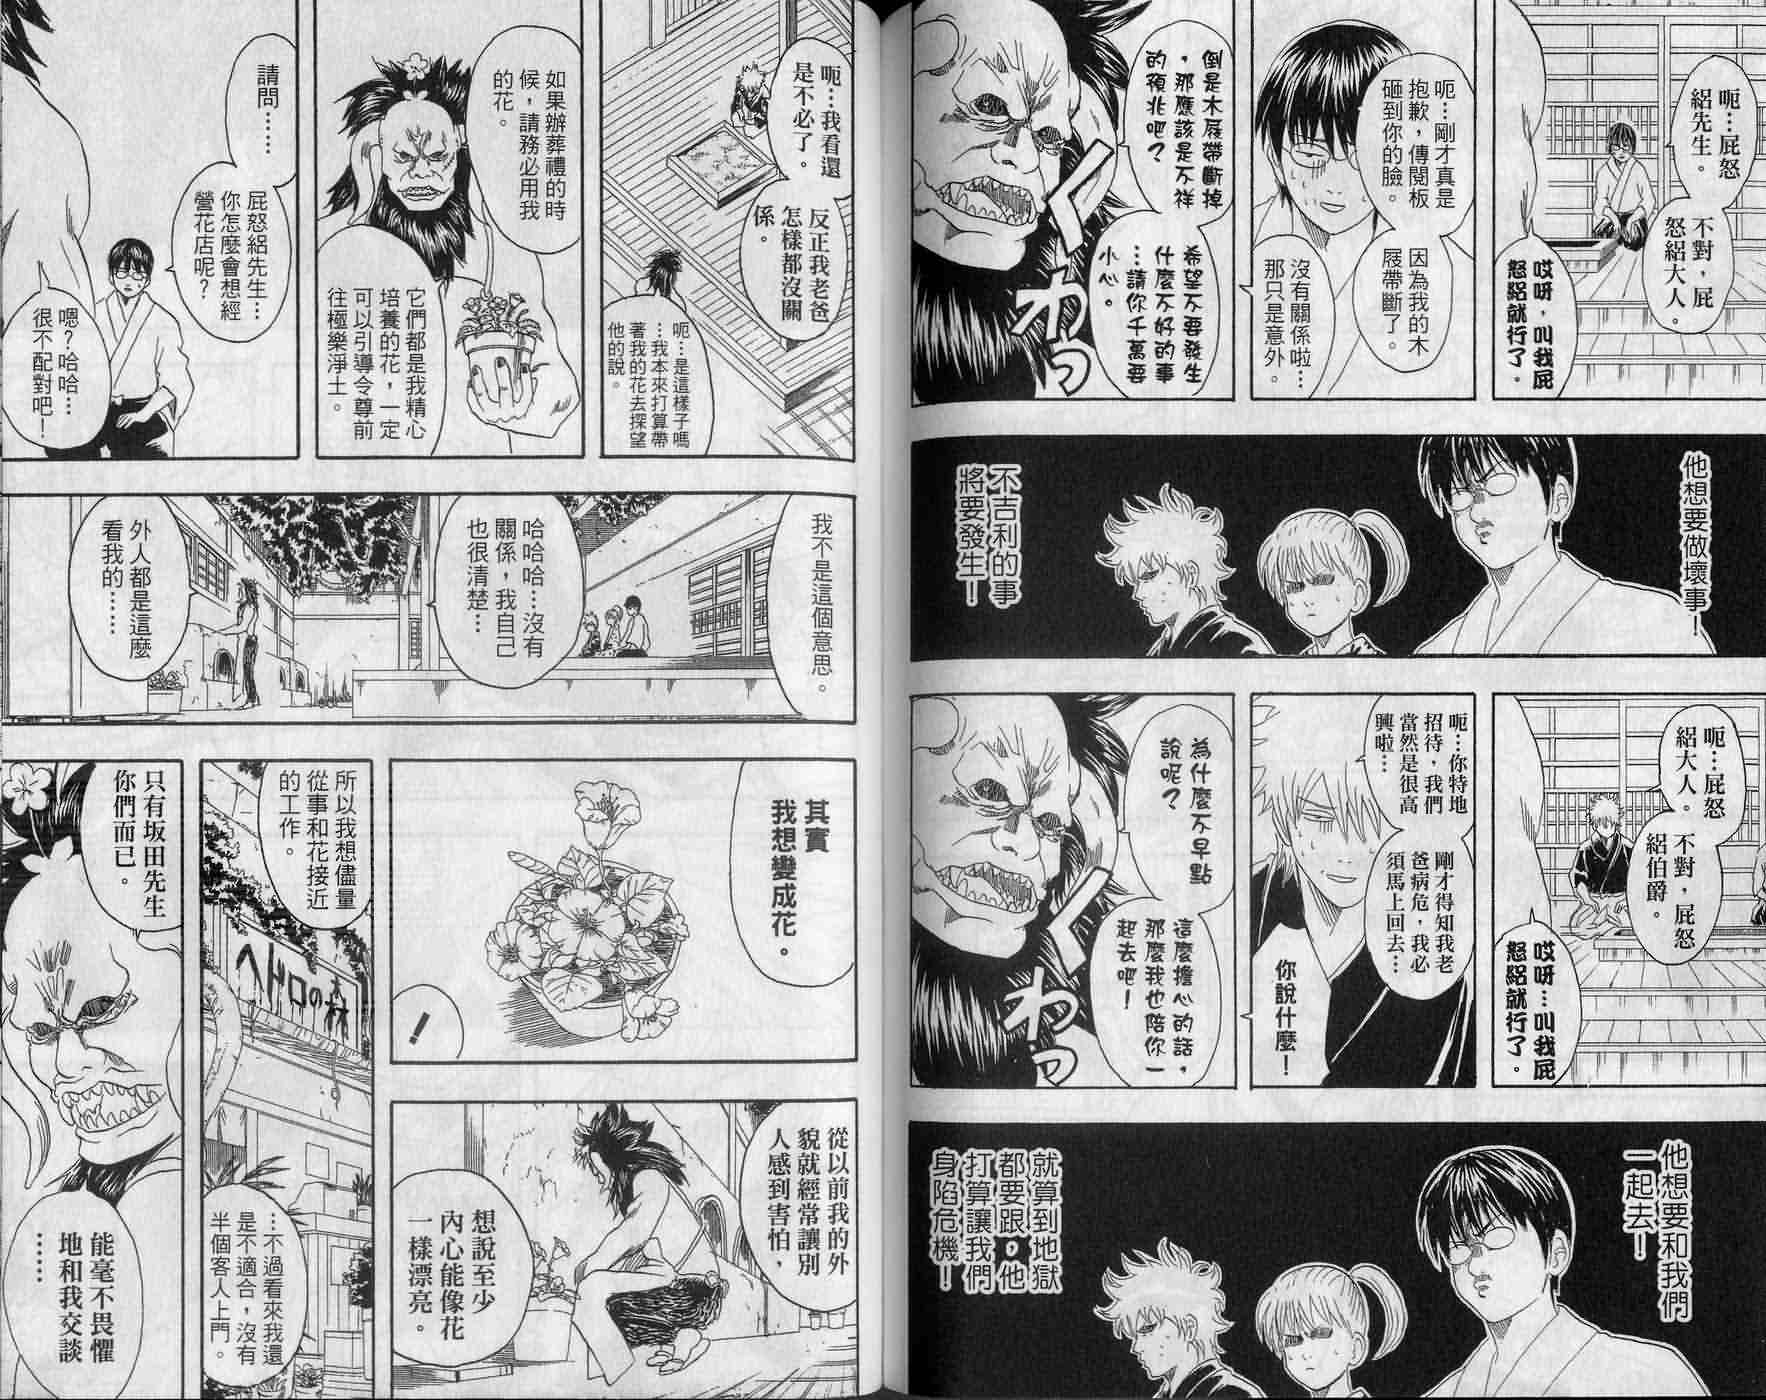 呃…屁怒
絽先生。
不對，屁
怒絽大人。
哎呀，叫我屁
怒絽就行了。
呃…剛才真是
抱歉，傳閱板
砸到你的臉。
因為我的木
屐帶斷了。
沒有關係啦…
那只是意外。
倒是木屐帶斷掉
，那應該是不祥
的預兆吧？
希望不要發生
什麼不好的事
…請你千萬要
小心。
くわっ
他想要做壞事！
不吉利的事
將要發生！
呃…屁怒
絽大人。
不對，屁怒
絽伯爵。
哎呀…叫我屁
怒絽就行了。
呃…你特地
招待，我們
當然是很高
興啦…
剛才得知我老
爸病危，我必
須馬上回去…
你說什麼！
為什麼不早點
說呢？
這麼擔心的話，
那麼我也陪你一
起去吧！
くわっ
他想要和我們
一起去！
就算到地獄
都要跟，他
打算讓我們
身陷危機！
呃…我看還
是不必了。
反正我老爸
怎樣都沒關
係。
呃…是這樣子嗎
…我本來打算帶
著我的花去探望
他的說。
如果辦葬禮的時
候，請務必用我
的花。
它們都是我精心
培養的花，一定
可以引導令尊前
往極樂淨土。
請問……
屁怒絽先生…
你怎麼會想經
營花店呢？
嗯？哈哈…
很不配對吧！
我不是這個意思。
哈哈哈…沒有
關係，我自己
也很清楚…
外人都是這麼
看我的……
其實
我想變成花。
！
從以前我的外
貌就經常讓別
人感到害怕，
想說至少
內心能像花
一樣漂亮。
所以我想儘量
從事和花接近
的工作。
ヘドロの森
…不過看來我還
是不適合，沒有
半個客人上門。
只有坂田先生
你們而已。
能毫不畏懼
地和我交談
……